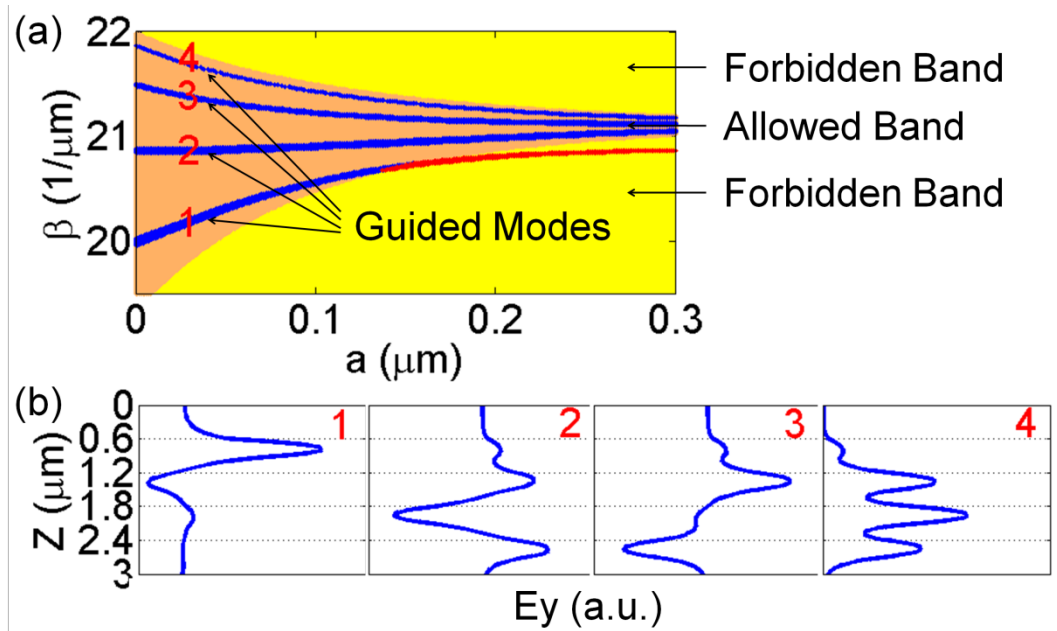 (a)
β (1/μm)
22
21
20
4
3
2
1
Guided Modes
Forbidden Band
Allowed Band
Forbidden Band
0 0.1 0.2 0.3
a (μm)
(b)
Z (μm)
0
0.6
1.2
1.8
2.4
3
1 2 3 4
Ey (a.u.)